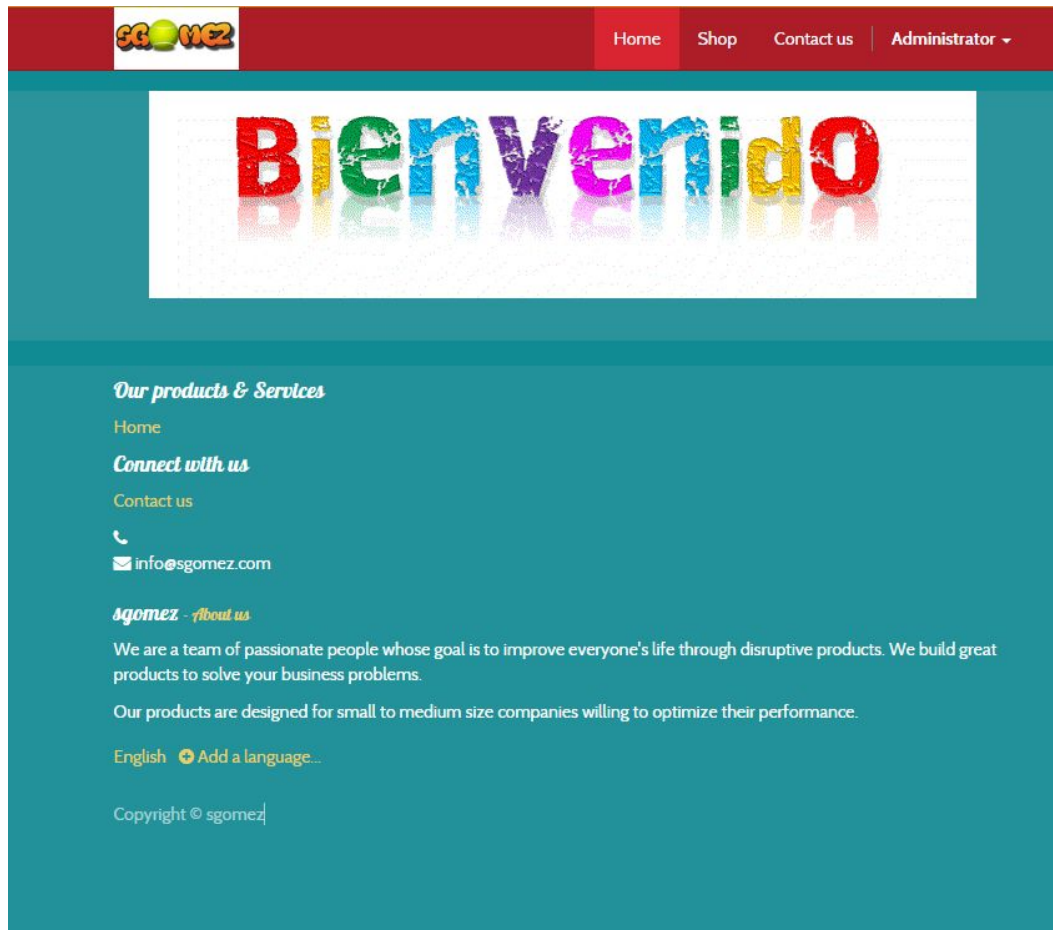 SGOMEZ
Home Shop Contact us Administrator
Bienvenido
Our products & Services
Home
Connect with us
Contact us
info@sgomez.com
sgomez - About us
We are a team of passionate people whose goal is to improve everyone's life through disruptive products. We build great
products to solve your business problems.
Our products are designed for small to medium size companies willing to optimize their performance.
English Add a language...
Copyright © sgomez